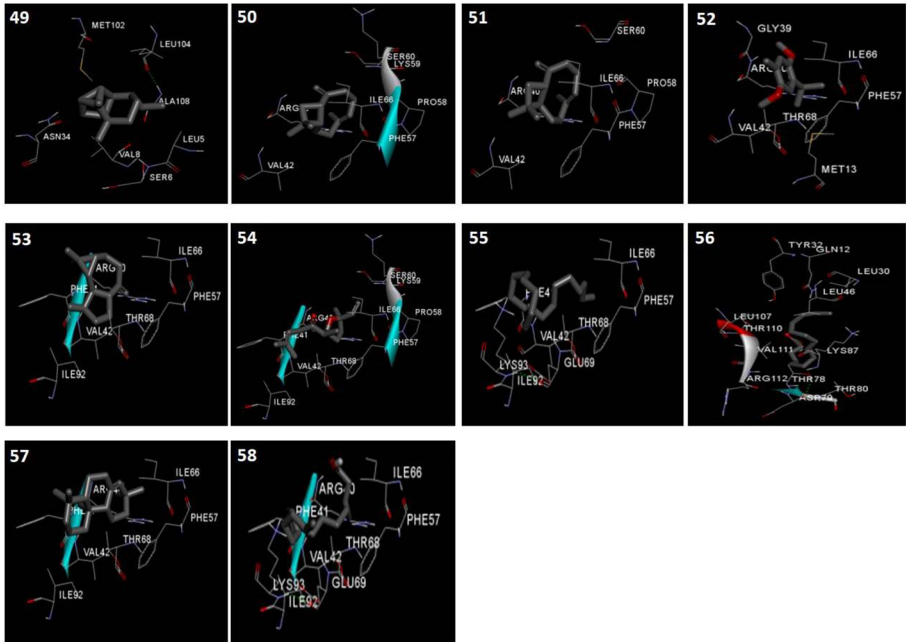 49
MET102
LEU104
ALA108
ASN34
LEU5
VAL8
SER6
50
SER60
LYS59
ARG
ILE66
PRO58
PHE57
VAL42
51
SER60
ILE66
PRO58
PHE57
VAL42
52
GLY39
ILE66
PHE57
VAL42
THR68
MET13
53
ILE66
PHE57
VAL42
THR68
ILE92
54
SER60
LYS59
ILE66
PRO58
PHE57
PHE41
VAL42
THR68
ILE92
55
ILE66
PHE57
VAL42
THR68
GLU69
LYS93
ILE92
56
TYR32
GLN12
LEU30
LEU46
LEU107
THR110
VAL111
LYS87
ARG112
THR78
THR80
ASP79
57
ILE66
PHE57
VAL42
THR68
ILE92
58
ILE66
PHE41
PHE57
THR68
VAL42
LYS93
GLU69
ILE92